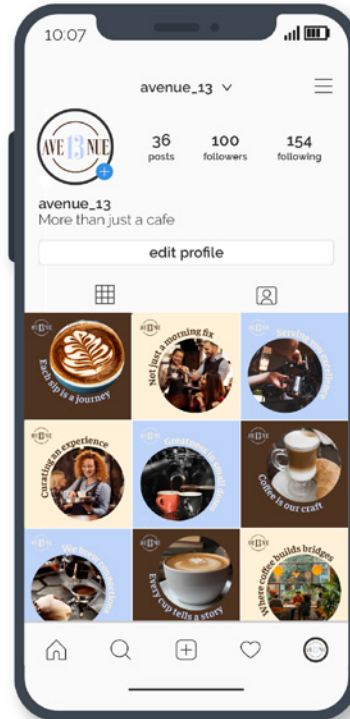 10:07
avenue_13
AVE 13 NUE
36
posts
100
followers
154
following
avenue_13
More than just a cafe
edit profile
Each sip is a journey
Not just a morning fix
Serving you excellence
Curating an experience
Greatness in small doses
Coffee is our craft
We brew connections
Every cup tells a story
Where coffee builds bridges